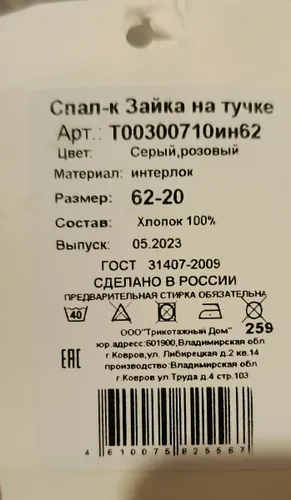 Спал-к Зайка на тучке
Арт.: Т00300710ин62
Цвет: Серый,розовый
Материал: интерлок
Размер: 62-20
Состав: Хлопок 100%
Выпуск: 05.2023
ГОСТ 31407-2009
СДЕЛАНО В РОССИИ
ПРЕДВАРИТЕЛЬНАЯ СТИРКА ОБЯЗАТЕЛЬНА
40
259
ООО"Трикотажный Дом"
юр.адрес:601900,Владимирская обл
г.Ковров,ул. Либерецкая д.2 кв.14
производство:Владимирская обл
г.Ковров ул Труда д.4 стр.103
EAC
4 610075 825567